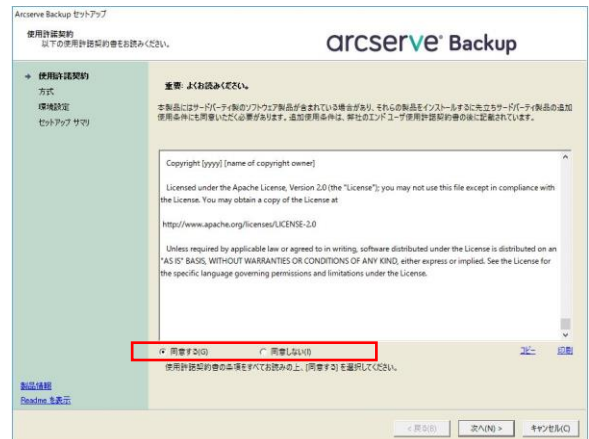 Arcserve Backup セットアップ
使用許諾契約
以下の使用許諾契約書をお読みください。
arcserve® Backup
→ 使用許諾契約
方式
環境設定
セットアップ サマリ
重要: よくお読みください。
本製品にはサードパーティ製のソフトウェア製品が含まれている場合があり、それらの製品をインストールするに先立ちサードパーティ製品の追加
使用条件にも同意いただく必要があります。追加使用条件は、弊社のエンド ユーザ使用許諾契約書の後に記載されています。
Copyright [yyyy] [name of copyright owner]
Licensed under the Apache License, Version 2.0 (the "License"); you may not use this file except in compliance with
the License. You may obtain a copy of the License at
http://www.apache.org/licenses/LICENSE-2.0
Unless required by applicable law or agreed to in writing, software distributed under the License is distributed on an
"AS IS" BASIS, WITHOUT WARRANTIES OR CONDITIONS OF ANY KIND, either express or implied. See the License for
the specific language governing permissions and limitations under the License.
同意する(G) 同意しない(I) コピー 印刷
使用許諾契約書の条項をすべてお読みの上、[同意する] を選択してください。
製品情報
Readme を表示
< 戻る(B) 次へ(N) > キャンセル(C)